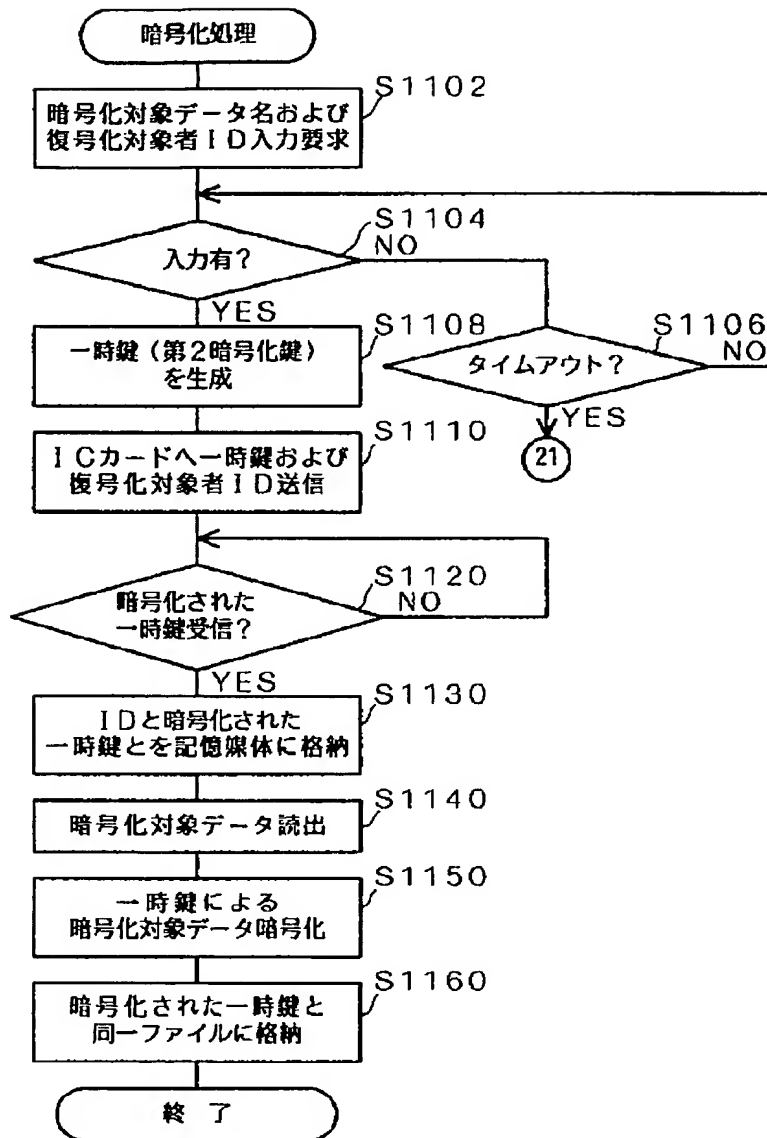 暗号化処理
S1102
暗号化対象データ名および
復号化対象者ID入力要求
S1104
入力有?
NO
YES
S1108
一時鍵(第2暗号化鍵)
を生成
S1106
タイムアウト?
NO
YES
21
S1110
ICカードへ一時鍵および
復号化対象者ID送信
S1120
暗号化された
一時鍵受信?
NO
YES
S1130
IDと暗号化された
一時鍵とを記憶媒体に格納
S1140
暗号化対象データ読出
S1150
一時鍵による
暗号化対象データ暗号化
S1160
暗号化された一時鍵と
同一ファイルに格納
終了